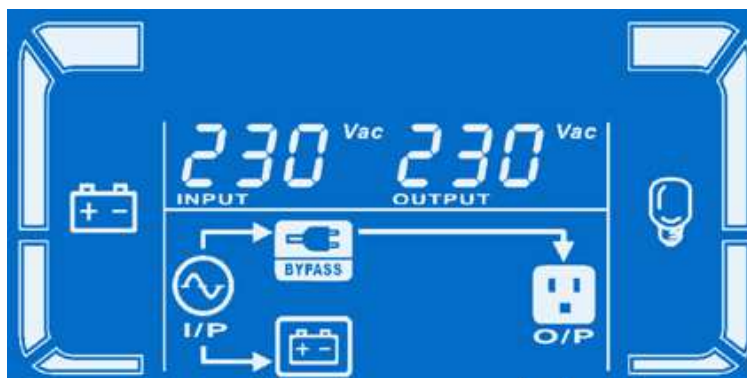 230 Vac 230 Vac
INPUT OUTPUT
BYPASS
I/P O/P